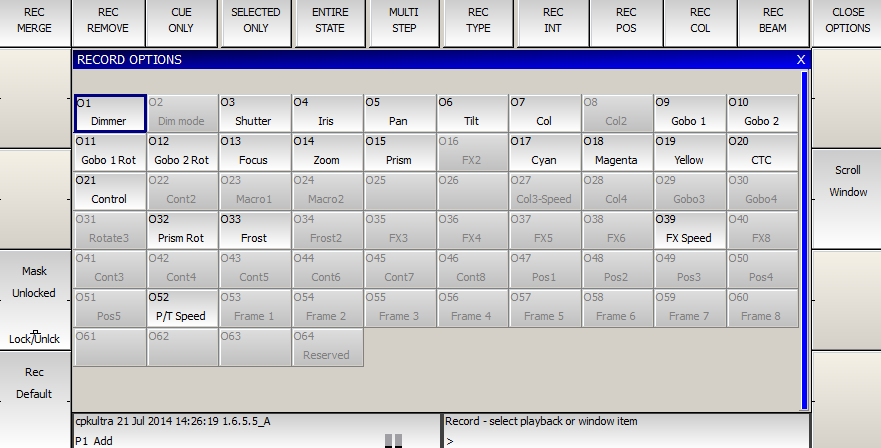 REC REC CUE SELECTED ENTIRE MULTI REC REC REC REC REC CLOSE
MERGE REMOVE ONLY ONLY STATE STEP TYPE INT POS COL BEAM OPTIONS
RECORD OPTIONS X
O1 O2 O3 O4 O5 O6 O7 O8 O9 O10
Dimmer Dim mode Shutter Iris Pan Tilt Col Col2 Gobo 1 Gobo 2
O11 O12 O13 O14 O15 O16 O17 O18 O19 O20
Gobo 1 Rot Gobo 2 Rot Focus Zoom Prism FX2 Cyan Magenta Yellow CTC
Scroll
Window
O21 O22 O23 O24 O25 O26 O27 O28 O29 O30
Control Cont2 Macro1 Macro2 Col3-Speed Col4 Gobo3 Gobo4
O31 O32 O33 O34 O35 O36 O37 O38 O39 O40
Rotate3 Prism Rot Frost Frost2 FX3 FX4 FX5 FX6 FX Speed FX8
O41 O42 O43 O44 O45 O46 O47 O48 O49 O50
Cont3 Cont4 Cont5 Cont6 Cont7 Cont8 Pos1 Pos2 Pos3 Pos4
Mask
Unlocked
Lock/Unlck
O51 O52 O53 O54 O55 O56 O57 O58 O59 O60
Pos5 P/T Speed Frame 1 Frame 2 Frame 3 Frame 4 Frame 5 Frame 6 Frame 7 Frame 8
O61 O62 O63 O64
Reserved
Rec
Default
cpkultra 21 Jul 2014 14:26:19 1.6.5.5_A
P1 Add
Record - select playback or window item
>